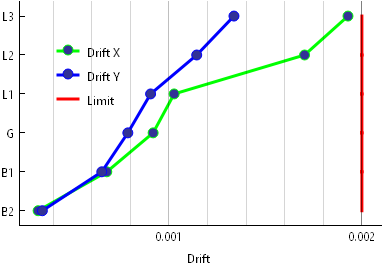 L3
L2
L1
G
B1
B2
Drift X
Drift Y
Limit
0.001
0.002
Drift